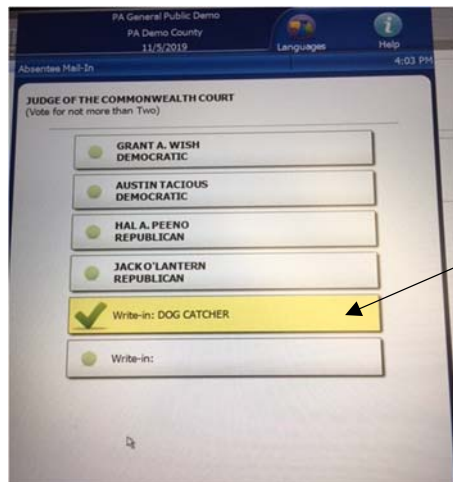 PA General Public Demo
PA Demo County
11/5/2019
Languages
Help
Absentee Mail-In
4:03 PM
JUDGE OF THE COMMONWEALTH COURT
(Vote for not more than Two)
GRANT A. WISH
DEMOCRATIC
AUSTIN TACIOUS
DEMOCRATIC
HAL A. PEENO
REPUBLICAN
JACK O'LANTERN
REPUBLICAN
Write-in: DOG CATCHER
Write-in: